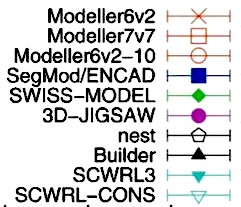 Modeller6v2
Modeller7v7
Modeller6v2-10
SegMod/ENCAD
SWISS-MODEL
3D-JIGSAW
nest
Builder
SCWRL3
SCWRL-CONS